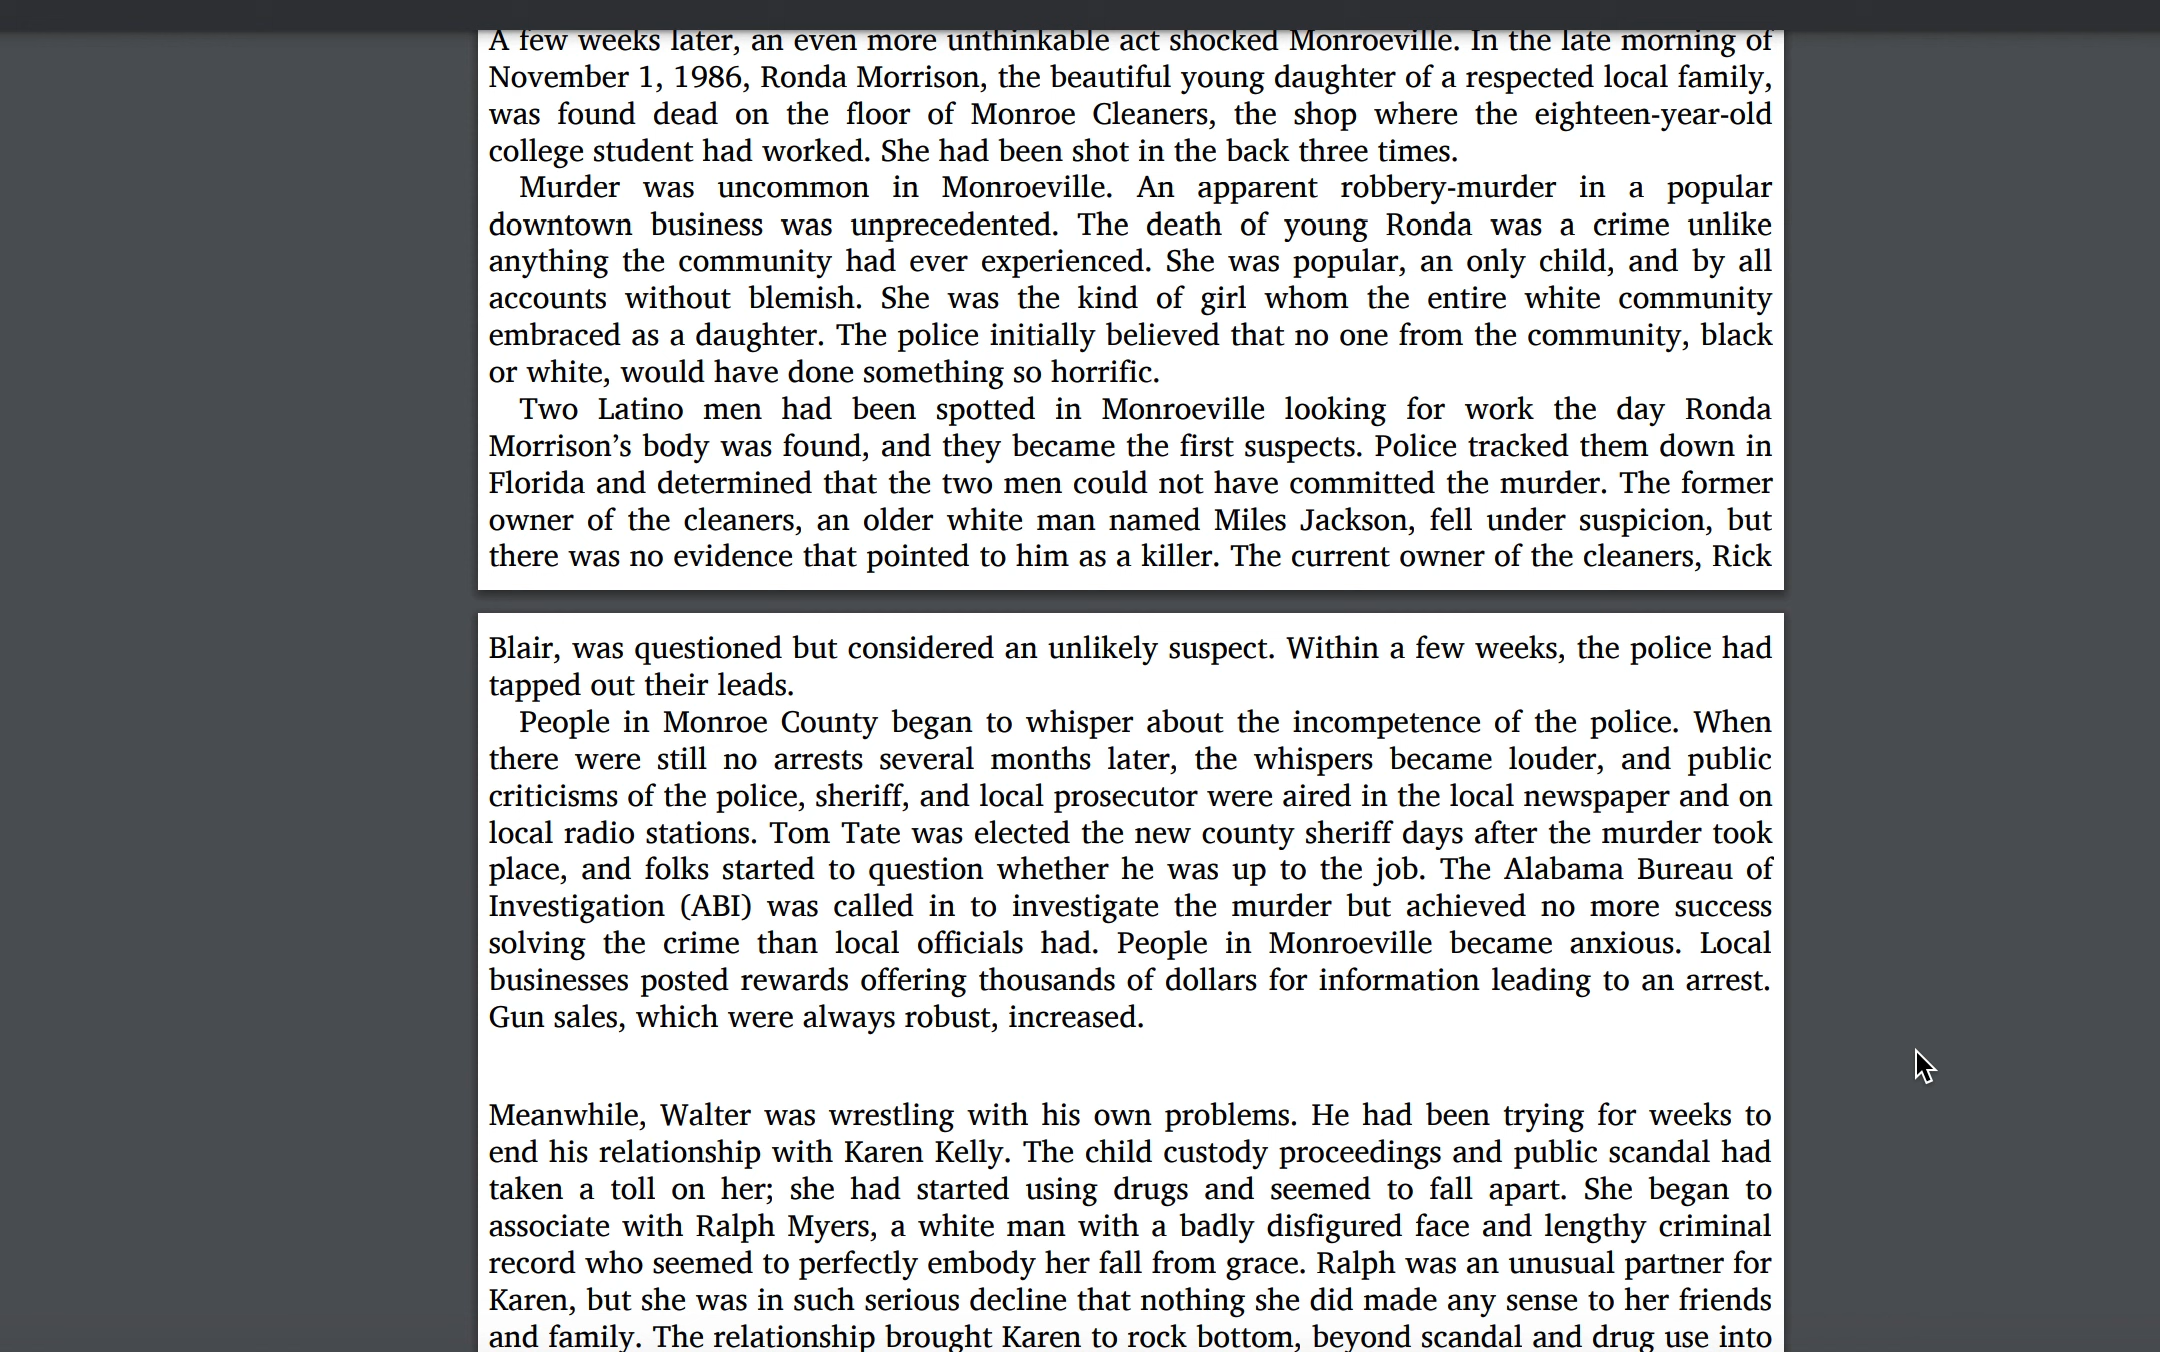 A few weeks later, an even more unthinkable act shocked Monroeville. In the late morning of
November 1, 1986, Ronda Morrison, the beautiful young daughter of a respected local family,
was found dead on the floor of Monroe Cleaners, the shop where the eighteen-year-old
college student had worked. She had been shot in the back three times.
Murder was uncommon in Monroeville. An apparent robbery-murder in a popular
downtown business was unprecedented. The death of young Ronda was a crime unlike
anything the community had ever experienced. She was popular, an only child, and by all
accounts without blemish. She was the kind of girl whom the entire white community
embraced as a daughter. The police initially believed that no one from the community, black
or white, would have done something so horrific.
Two Latino men had been spotted in Monroeville looking for work the day Ronda
Morrison’s body was found, and they became the first suspects. Police tracked them down in
Florida and determined that the two men could not have committed the murder. The former
owner of the cleaners, an older white man named Miles Jackson, fell under suspicion, but
there was no evidence that pointed to him as a killer. The current owner of the cleaners, Rick
Blair, was questioned but considered an unlikely suspect. Within a few weeks, the police had
tapped out their leads.
People in Monroe County began to whisper about the incompetence of the police. When
there were still no arrests several months later, the whispers became louder, and public
criticisms of the police, sheriff, and local prosecutor were aired in the local newspaper and on
local radio stations. Tom Tate was elected the new county sheriff days after the murder took
place, and folks started to question whether he was up to the job. The Alabama Bureau of
Investigation (ABI) was called in to investigate the murder but achieved no more success
solving the crime than local officials had. People in Monroeville became anxious. Local
businesses posted rewards offering thousands of dollars for information leading to an arrest.
Gun sales, which were always robust, increased.
Meanwhile, Walter was wrestling with his own problems. He had been trying for weeks to
end his relationship with Karen Kelly. The child custody proceedings and public scandal had
taken a toll on her; she had started using drugs and seemed to fall apart. She began to
associate with Ralph Myers, a white man with a badly disfigured face and lengthy criminal
record who seemed to perfectly embody her fall from grace. Ralph was an unusual partner for
Karen, but she was in such serious decline that nothing she did made any sense to her friends
and family. The relationship brought Karen to rock bottom, beyond scandal and drug use into